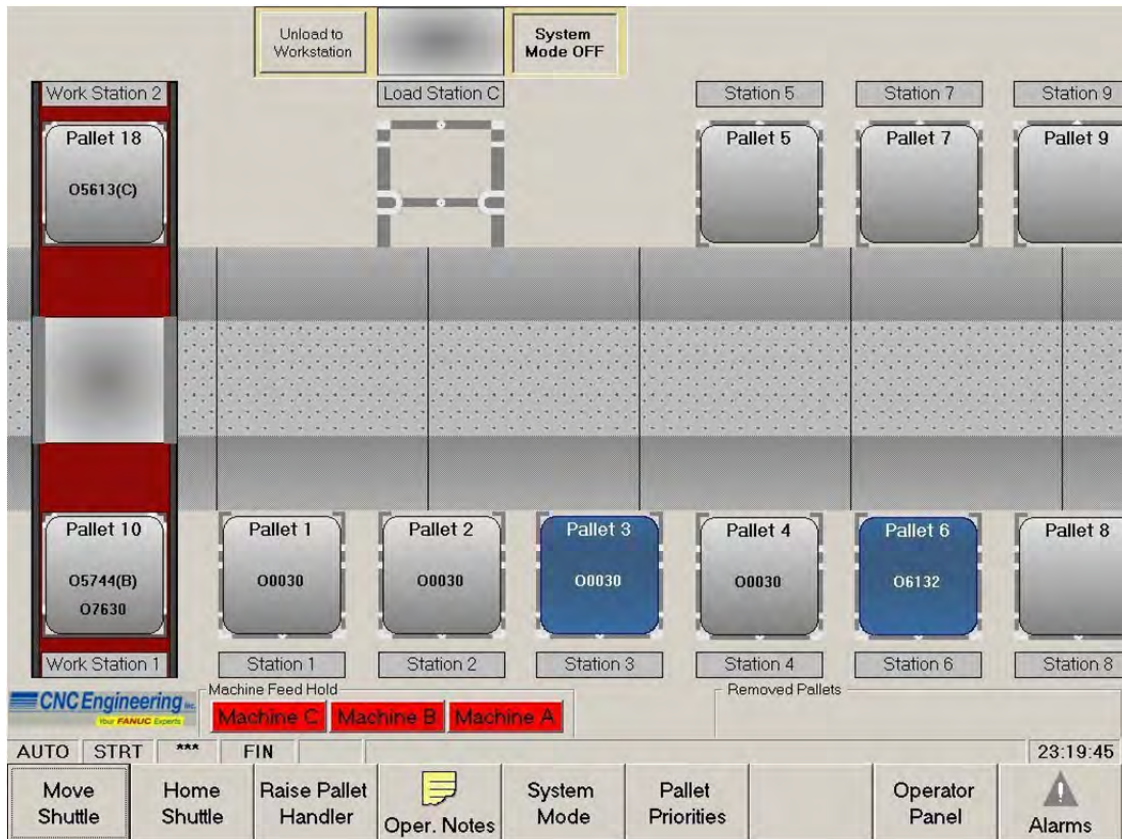 Unload to
Workstation
System
Mode OFF
Work Station 2
Load Station C
Station 5
Station 7
Station 9
Pallet 18
O5613(C)
Pallet 5
Pallet 7
Pallet 9
Pallet 10
O5744(B)
O7630
Pallet 1
O0030
Pallet 2
O0030
Pallet 3
O0030
Pallet 4
O0030
Pallet 6
O6132
Pallet 8
Work Station 1
Station 1
Station 2
Station 3
Station 4
Station 6
Station 8
CNC Engineering Inc.
Your FANUC Experts
Machine Feed Hold
Machine C
Machine B
Machine A
Removed Pallets
AUTO
STRT
***
FIN
23:19:45
Move
Shuttle
Home
Shuttle
Raise Pallet
Handler
Oper. Notes
System
Mode
Pallet
Priorities
Operator
Panel
Alarms